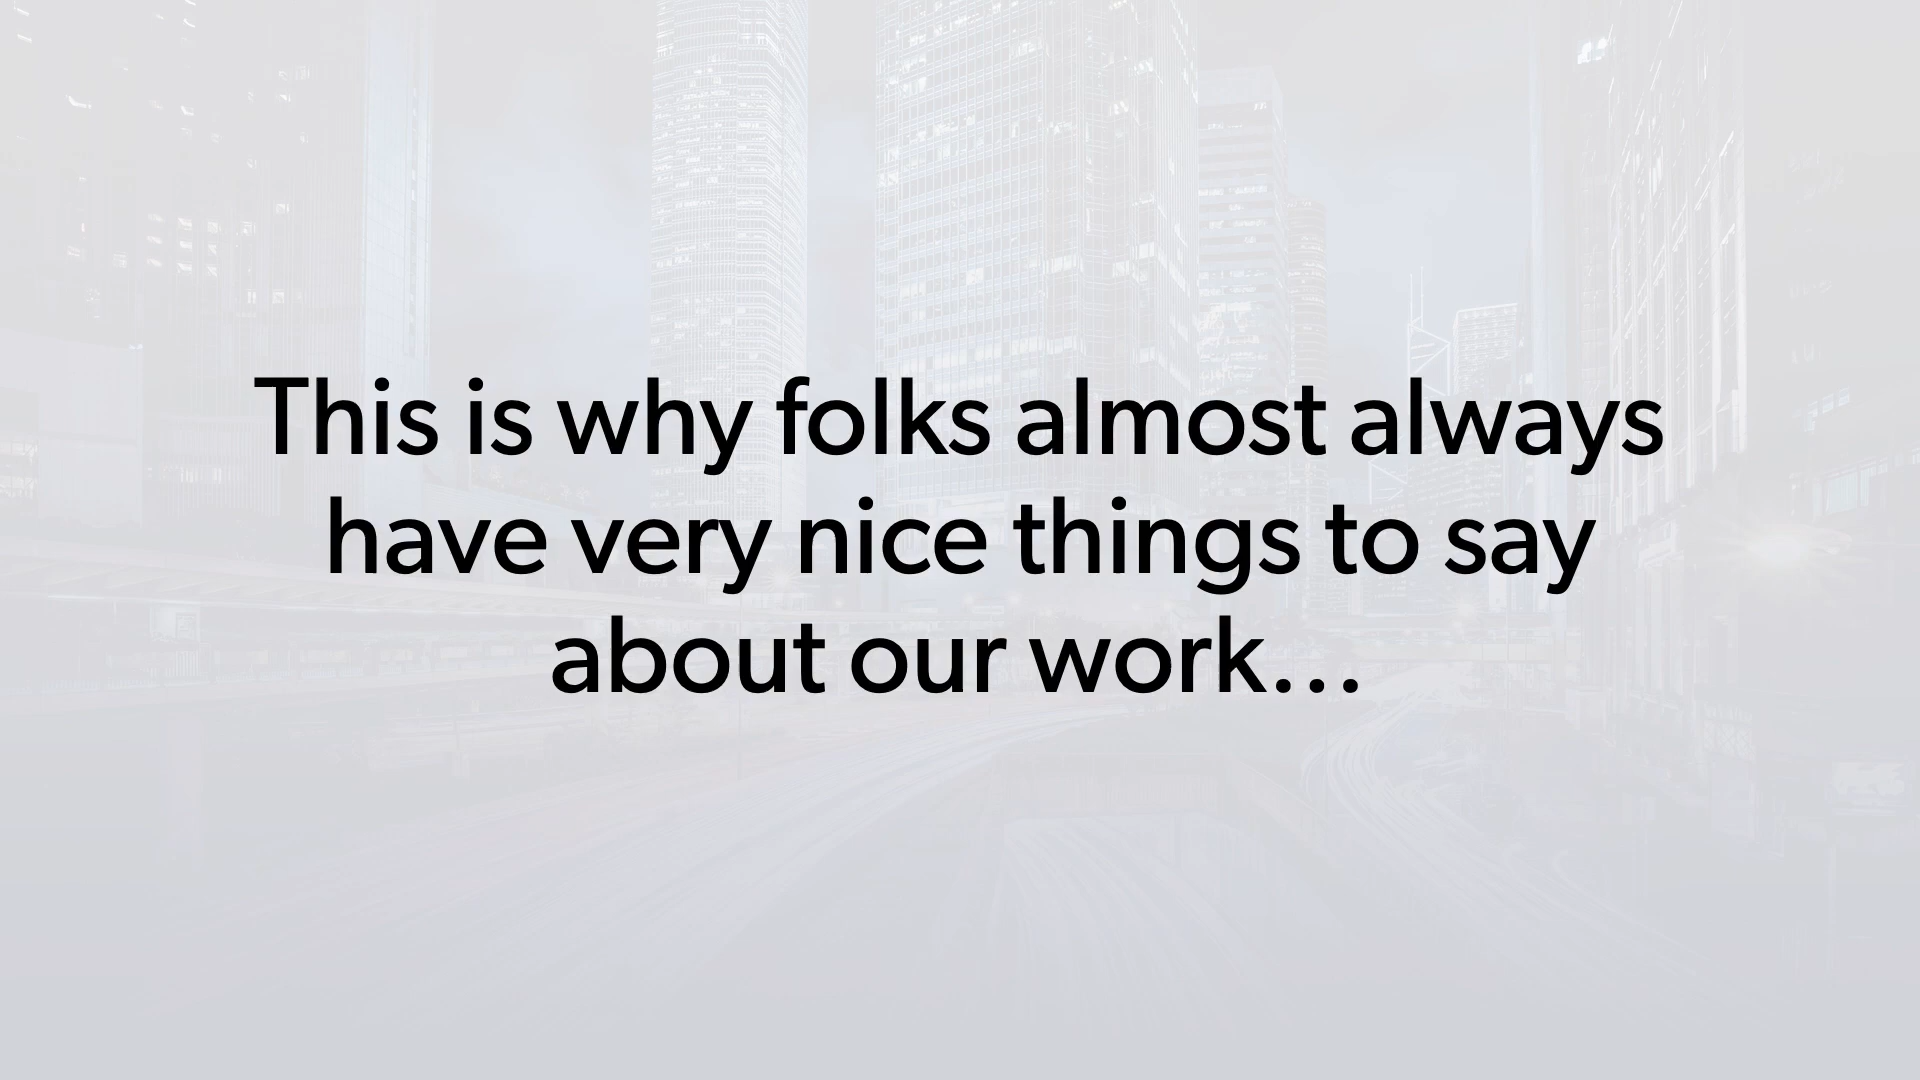 This is why folks almost always
have very nice things to say
about our work…